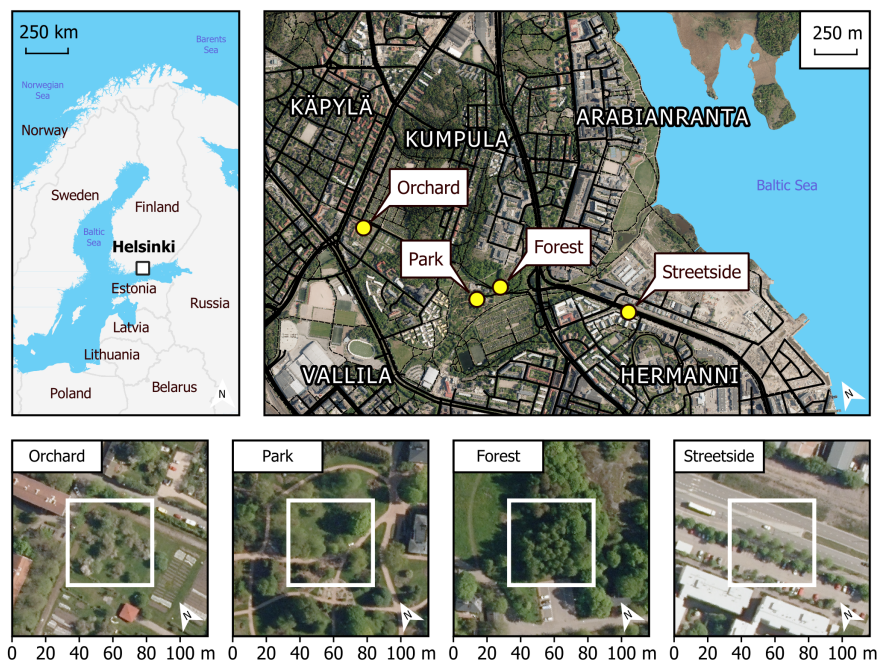 250 km
Barents
Sea
Norwegian
Sea
Norway
Sweden
Finland
Baltic
Sea
Helsinki
Estonia
Russia
Latvia
Lithuania
Belarus
Poland
N
250 m
KÄPYLÄ
KUMPULA
ARABIANRANTA
Orchard
Baltic Sea
Park
Forest
Streetside
VALLILA
HERMANNI
N
Orchard
N
0 20 40 60 80 100 m
Park
N
0 20 40 60 80 100 m
Forest
N
0 20 40 60 80 100 m
Streetside
N
0 20 40 60 80 100 m